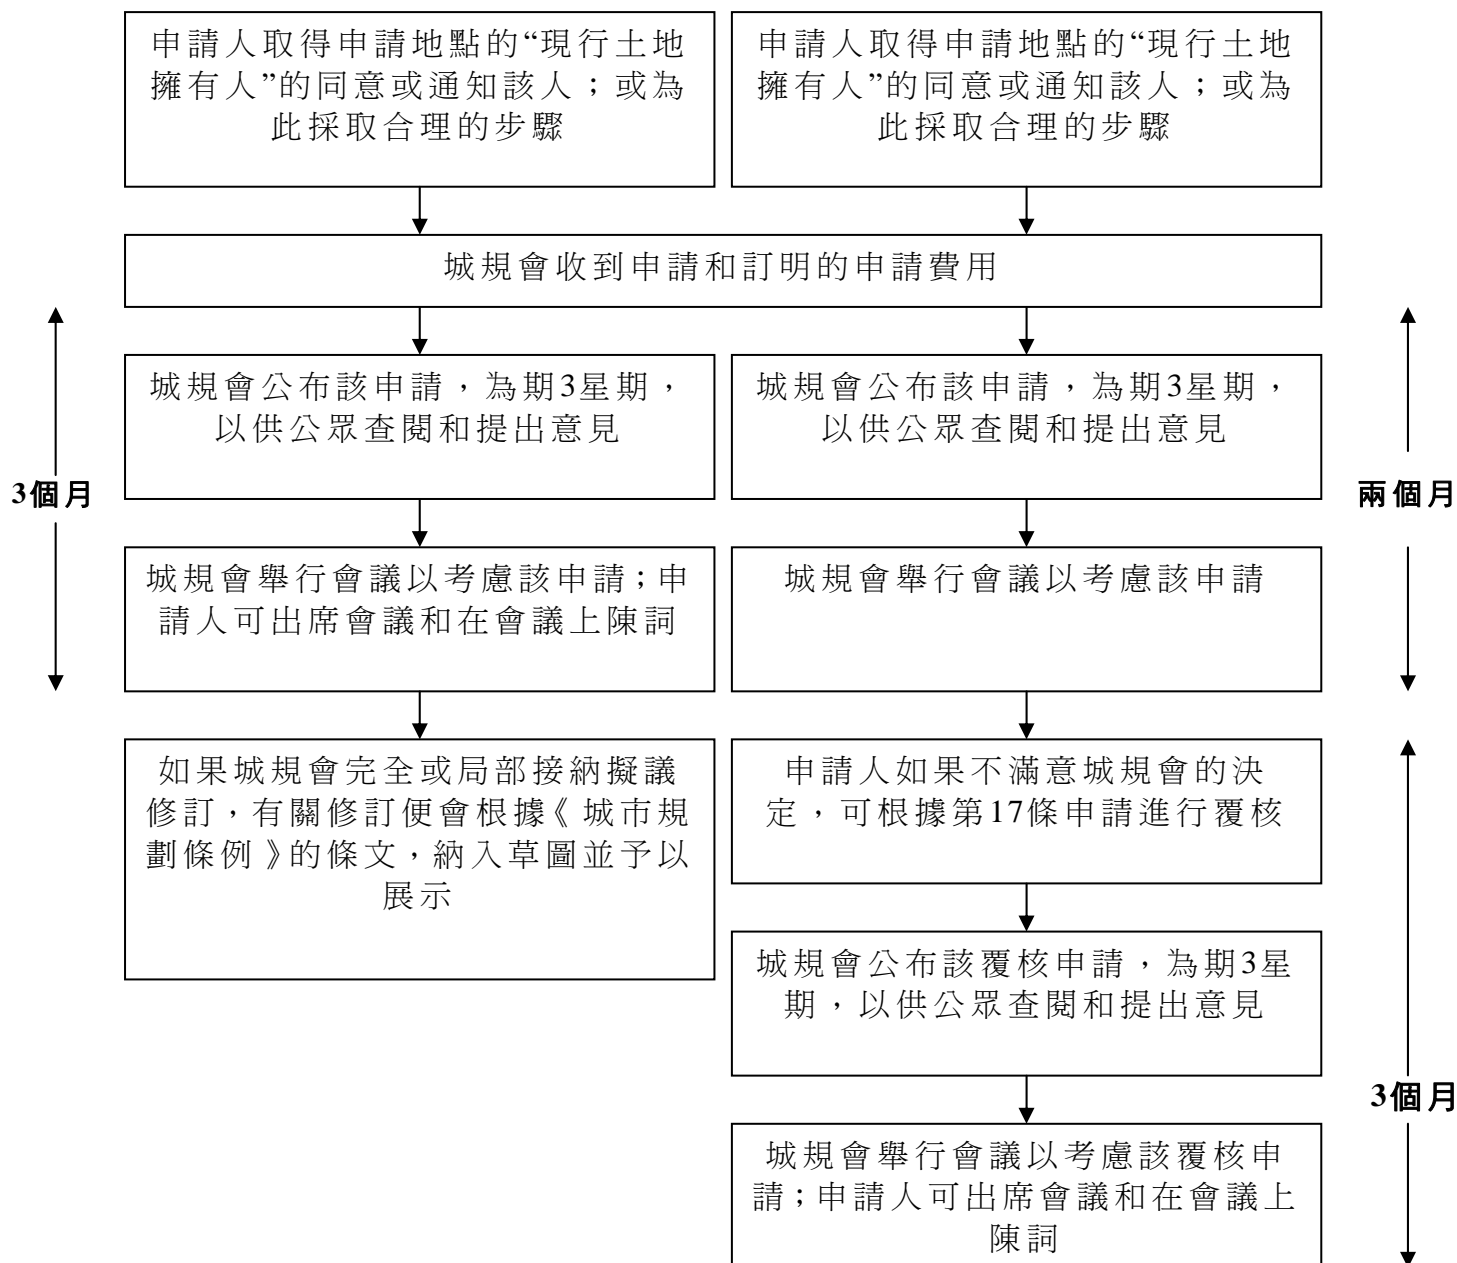 申請人取得申請地點的“現行土地
擁有人”的同意或通知該人；或為
此採取合理的步驟
申請人取得申請地點的“現行土地
擁有人”的同意或通知該人；或為
此採取合理的步驟
城規會收到申請和訂明的申請費用
3個月
城規會公布該申請，為期3星期，
以供公眾查閱和提出意見
城規會公布該申請，為期3星期，
以供公眾查閱和提出意見
兩個月
城規會舉行會議以考慮該申請；申
請人可出席會議和在會議上陳詞
城規會舉行會議以考慮該申請
如果城規會完全或局部接納擬議
修訂，有關修訂便會根據《城市規
劃條例》的條文，納入草圖並予以
展示
申請人如果不滿意城規會的決
定，可根據第17條申請進行覆核
城規會公布該覆核申請，為期3星
期，以供公眾查閱和提出意見
3個月
城規會舉行會議以考慮該覆核申
請；申請人可出席會議和在會議上
陳詞